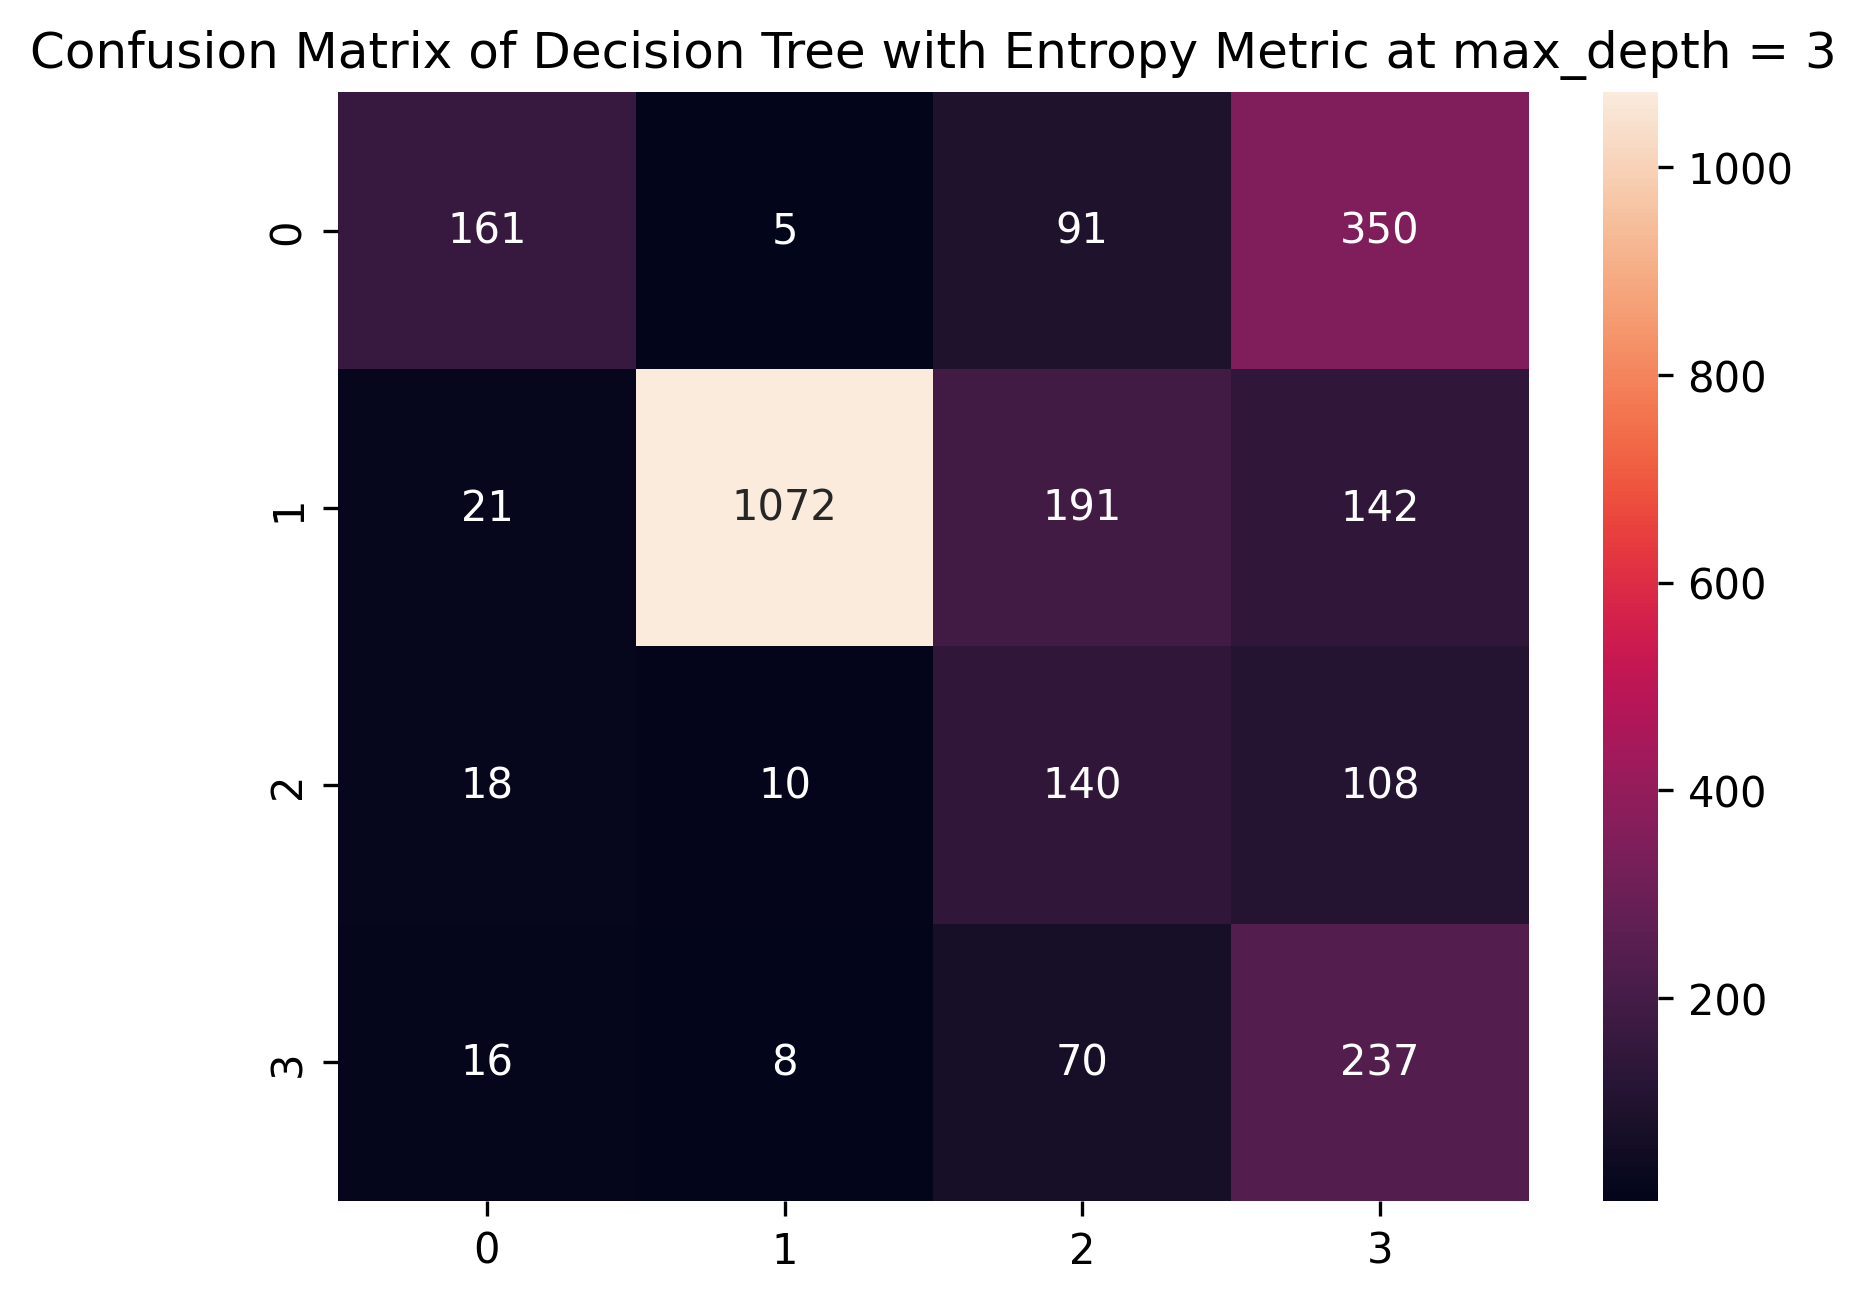 Confusion Matrix of Decision Tree with Entropy Metric at max_depth = 3
0 161 5 91 350
1 21 1072 191 142
2 18 10 140 108
3 16 8 70 237
0 1 2 3
1000
800
600
400
200